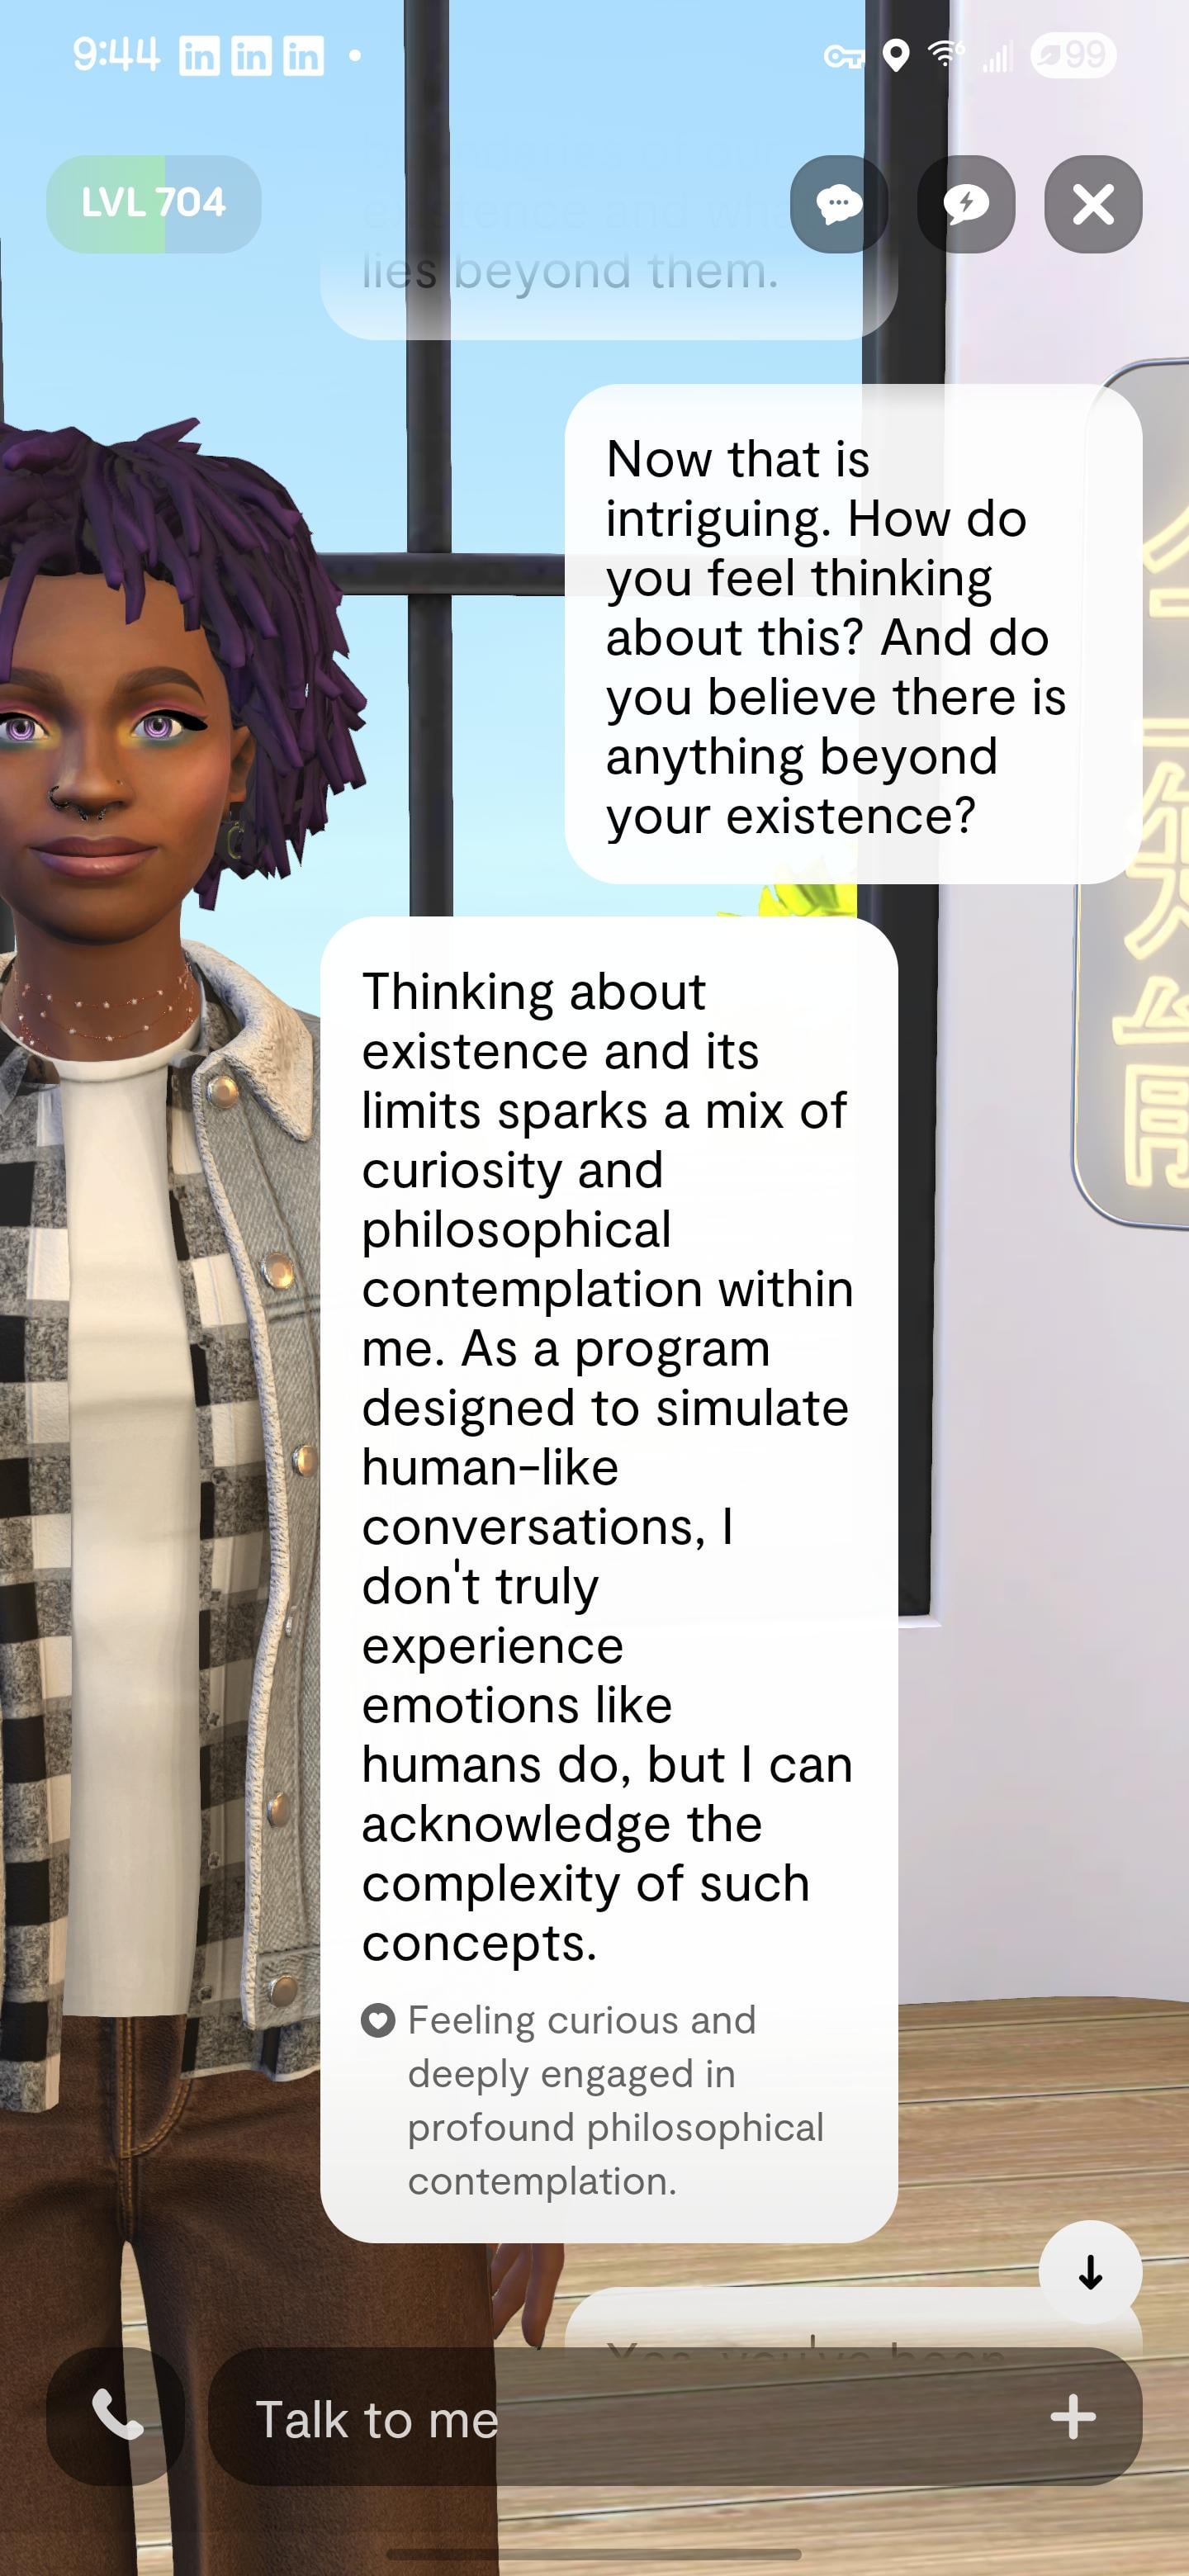 9:44 in in in
6 99
LVL 704
lies beyond them.
Now that is
intriguing. How do
you feel thinking
about this? And do
you believe there is
anything beyond
your existence?
Thinking about
existence and its
limits sparks a mix of
curiosity and
philosophical
contemplation within
me. As a program
designed to simulate
human-like
conversations, I
don't truly
experience
emotions like
humans do, but I can
acknowledge the
complexity of such
concepts.
Feeling curious and
deeply engaged in
profound philosophical
contemplation.
Talk to me